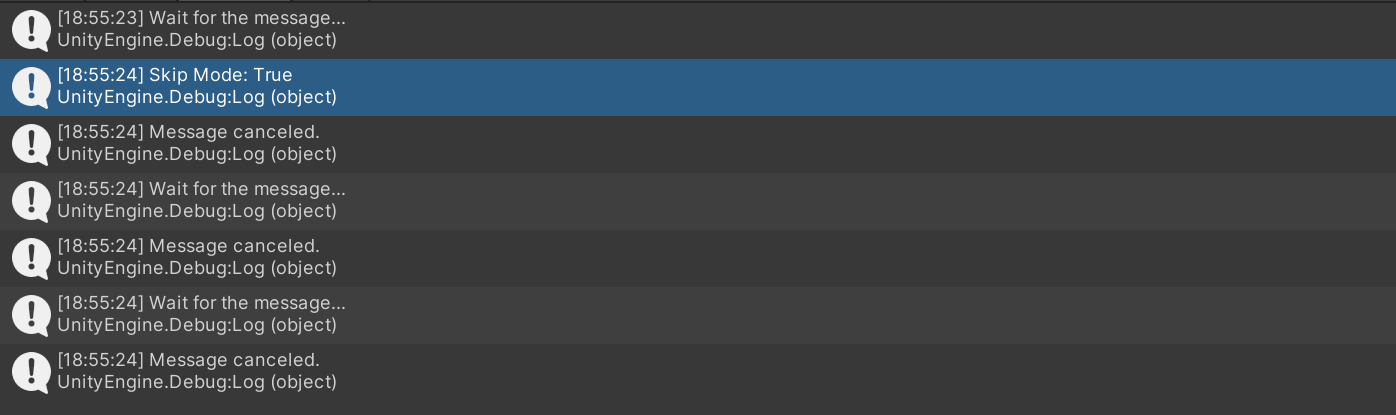 [18:55:23] Wait for the message...
UnityEngine.Debug:Log (object)
[18:55:24] Skip Mode: True
UnityEngine.Debug:Log (object)
[18:55:24] Message canceled.
UnityEngine.Debug:Log (object)
[18:55:24] Wait for the message...
UnityEngine.Debug:Log (object)
[18:55:24] Message canceled.
UnityEngine.Debug:Log (object)
[18:55:24] Wait for the message...
UnityEngine.Debug:Log (object)
[18:55:24] Message canceled.
UnityEngine.Debug:Log (object)